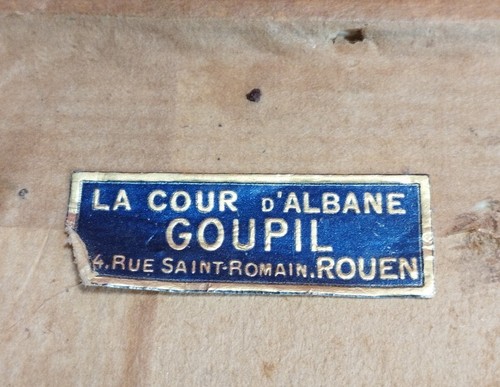 LA COUR D'ALBANE
GOUPIL
4, RUE SAINT-ROMAIN. ROUEN